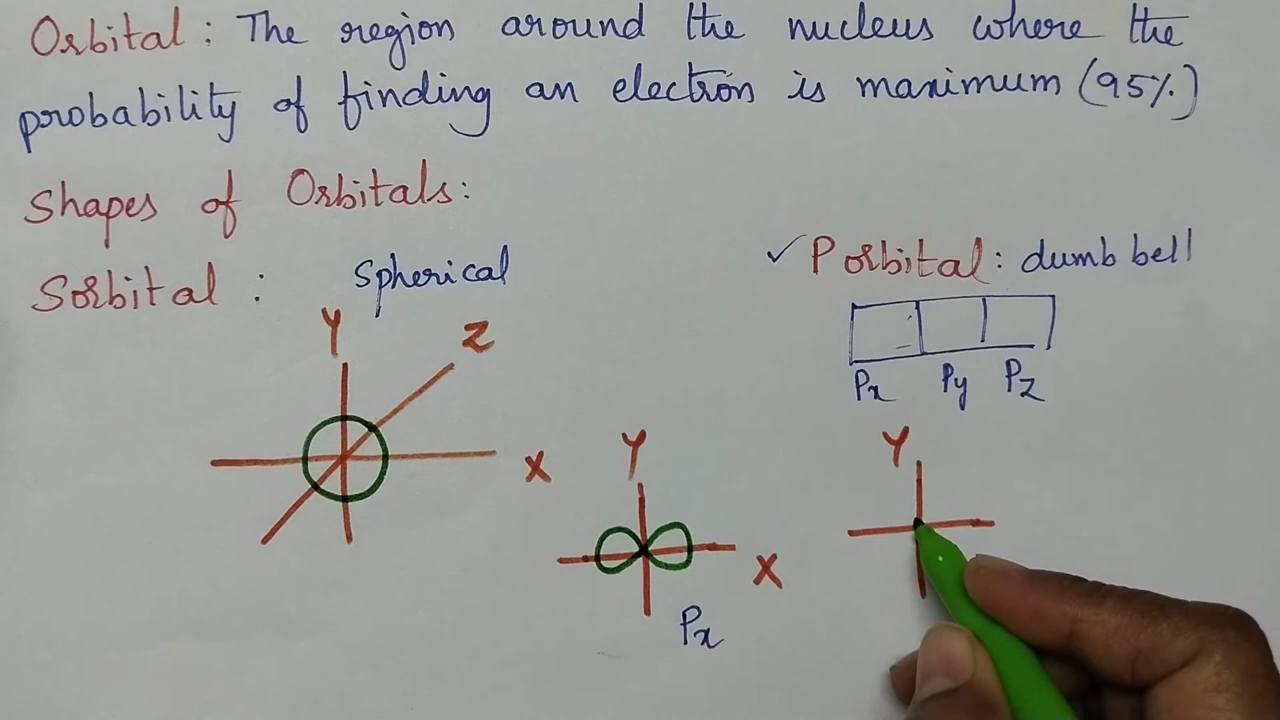 Orbital: The region around the nucleus where the
probability of finding an electron is maximum (95%)
Shapes of Orbitals:
S orbital : Spherical
✓ P orbital: dumb bell
Px Py Pz
Y Z
X
Y
X
Px
Y